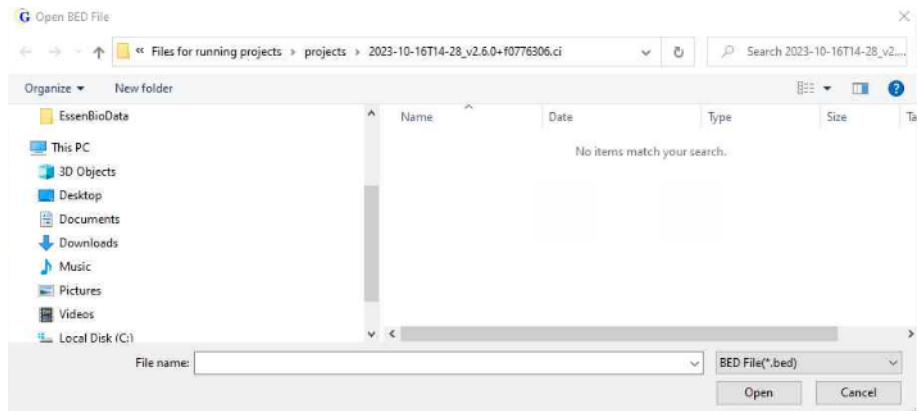 G Open BED File
« Files for running projects › projects › 2023-10-16T14-28_v2.6.0+f0776306.ci
Search 2023-10-16T14-28_v2....
Organize
New folder
?
EssenBioData
This PC
3D Objects
Desktop
Documents
Downloads
Music
Pictures
Videos
Local Disk (C:)
Name Date Type Size Ta
No items match your search.
File name:
BED File(*.bed)
Open Cancel